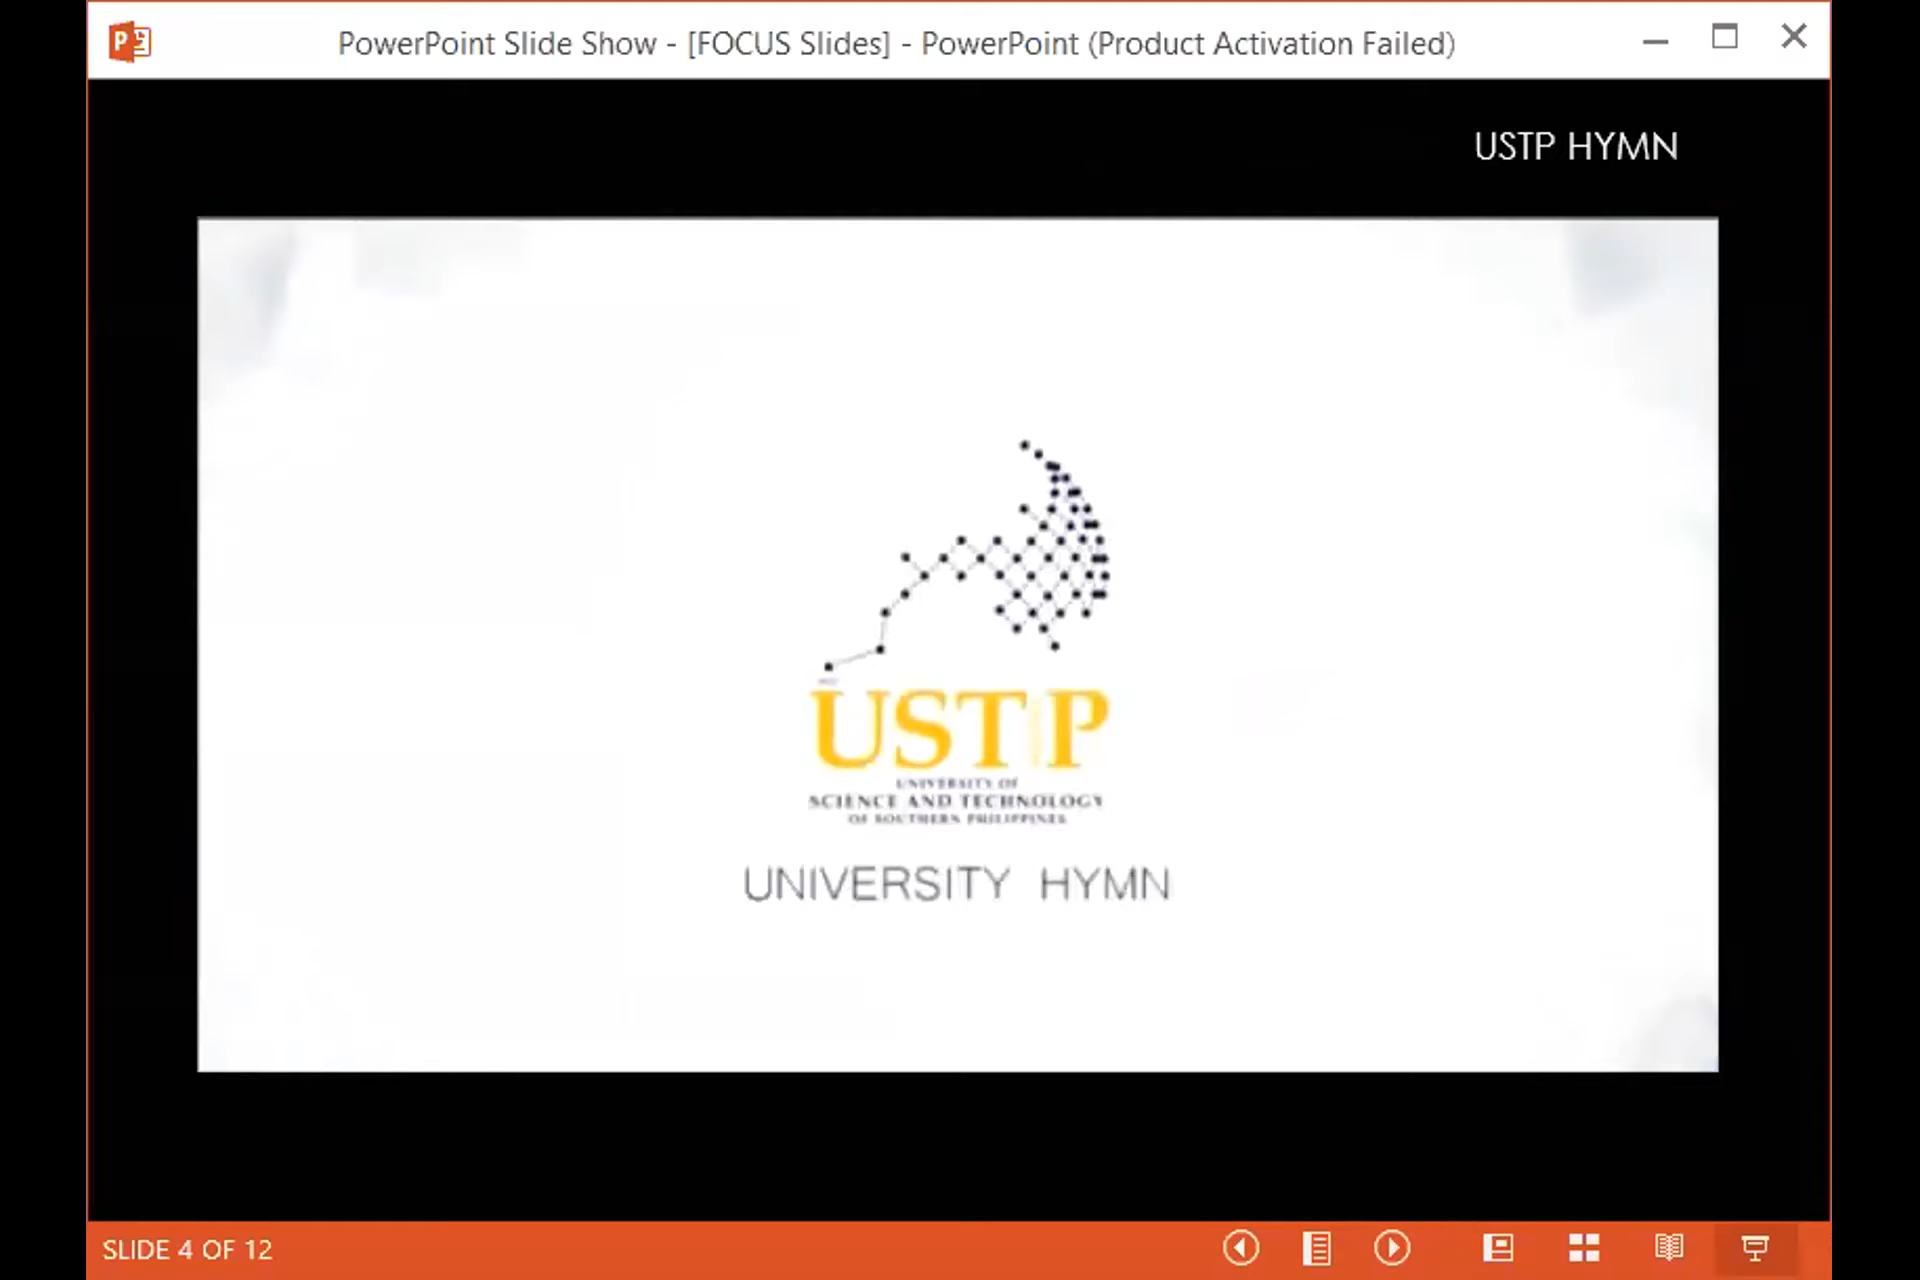 PowerPoint Slide Show - [FOCUS Slides] - PowerPoint (Product Activation Failed)
USTP HYMN
USTP
UNIVERSITY OF
SCIENCE AND TECHNOLOGY
OF SOUTHERN PHILIPPINES
UNIVERSITY HYMN
SLIDE 4 OF 12